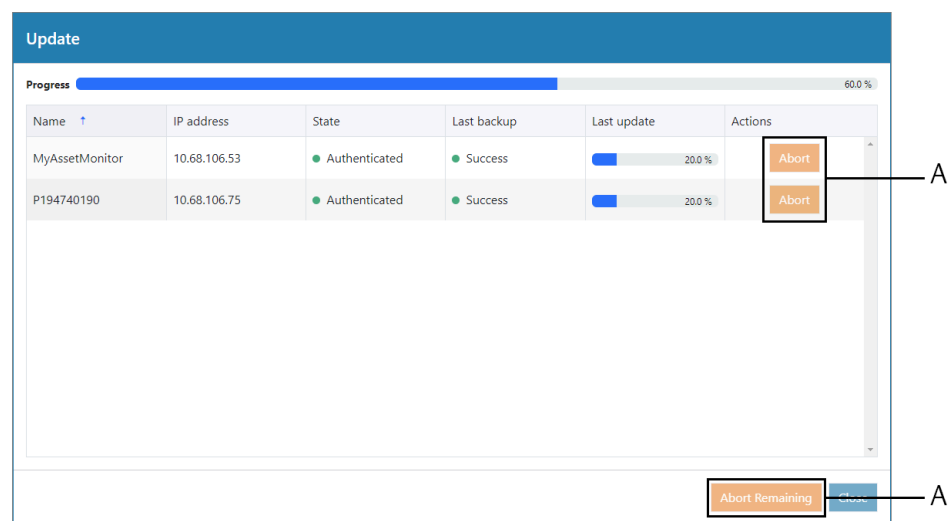 Update
Progress 60.0 %
Name ↑ IP address State Last backup Last update Actions
MyAssetMonitor 10.68.106.53 Authenticated Success 20.0 % Abort
A
P194740190 10.68.106.75 Authenticated Success 20.0 % Abort
Abort Remaining Close A